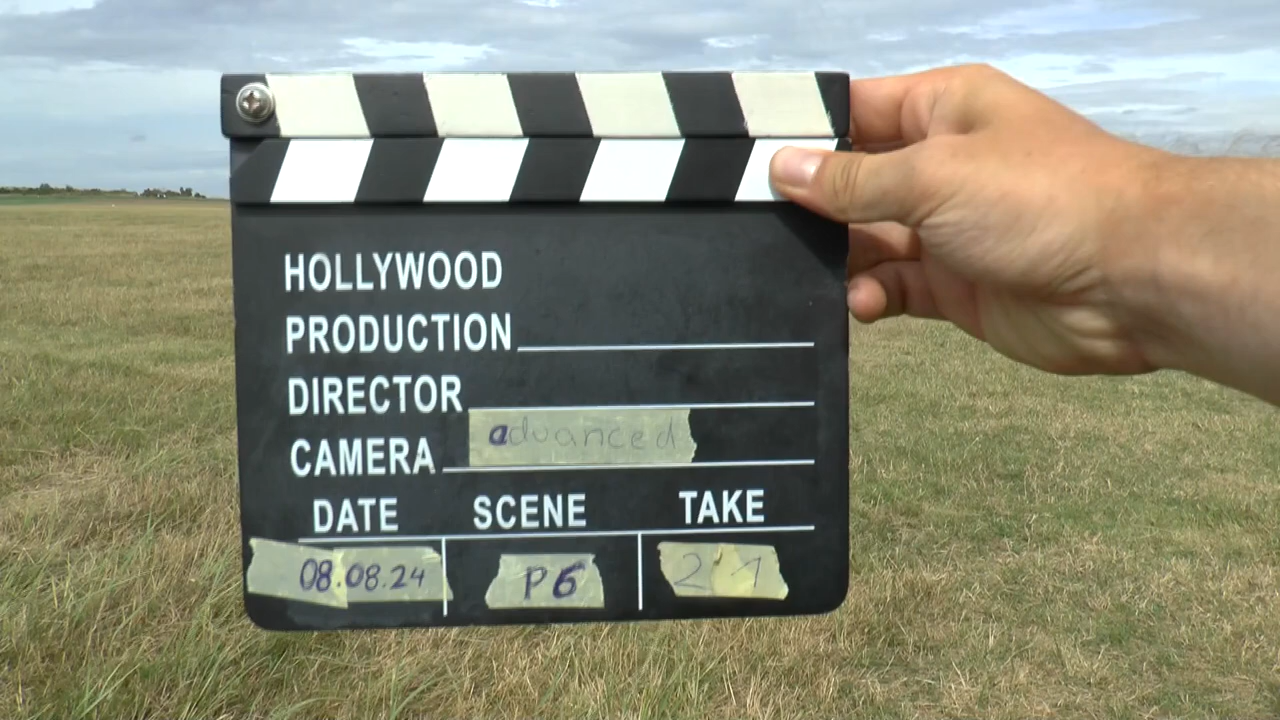 HOLLYWOOD
PRODUCTION
DIRECTOR
CAMERA advanced
DATE SCENE TAKE
08.08.24 P6 21